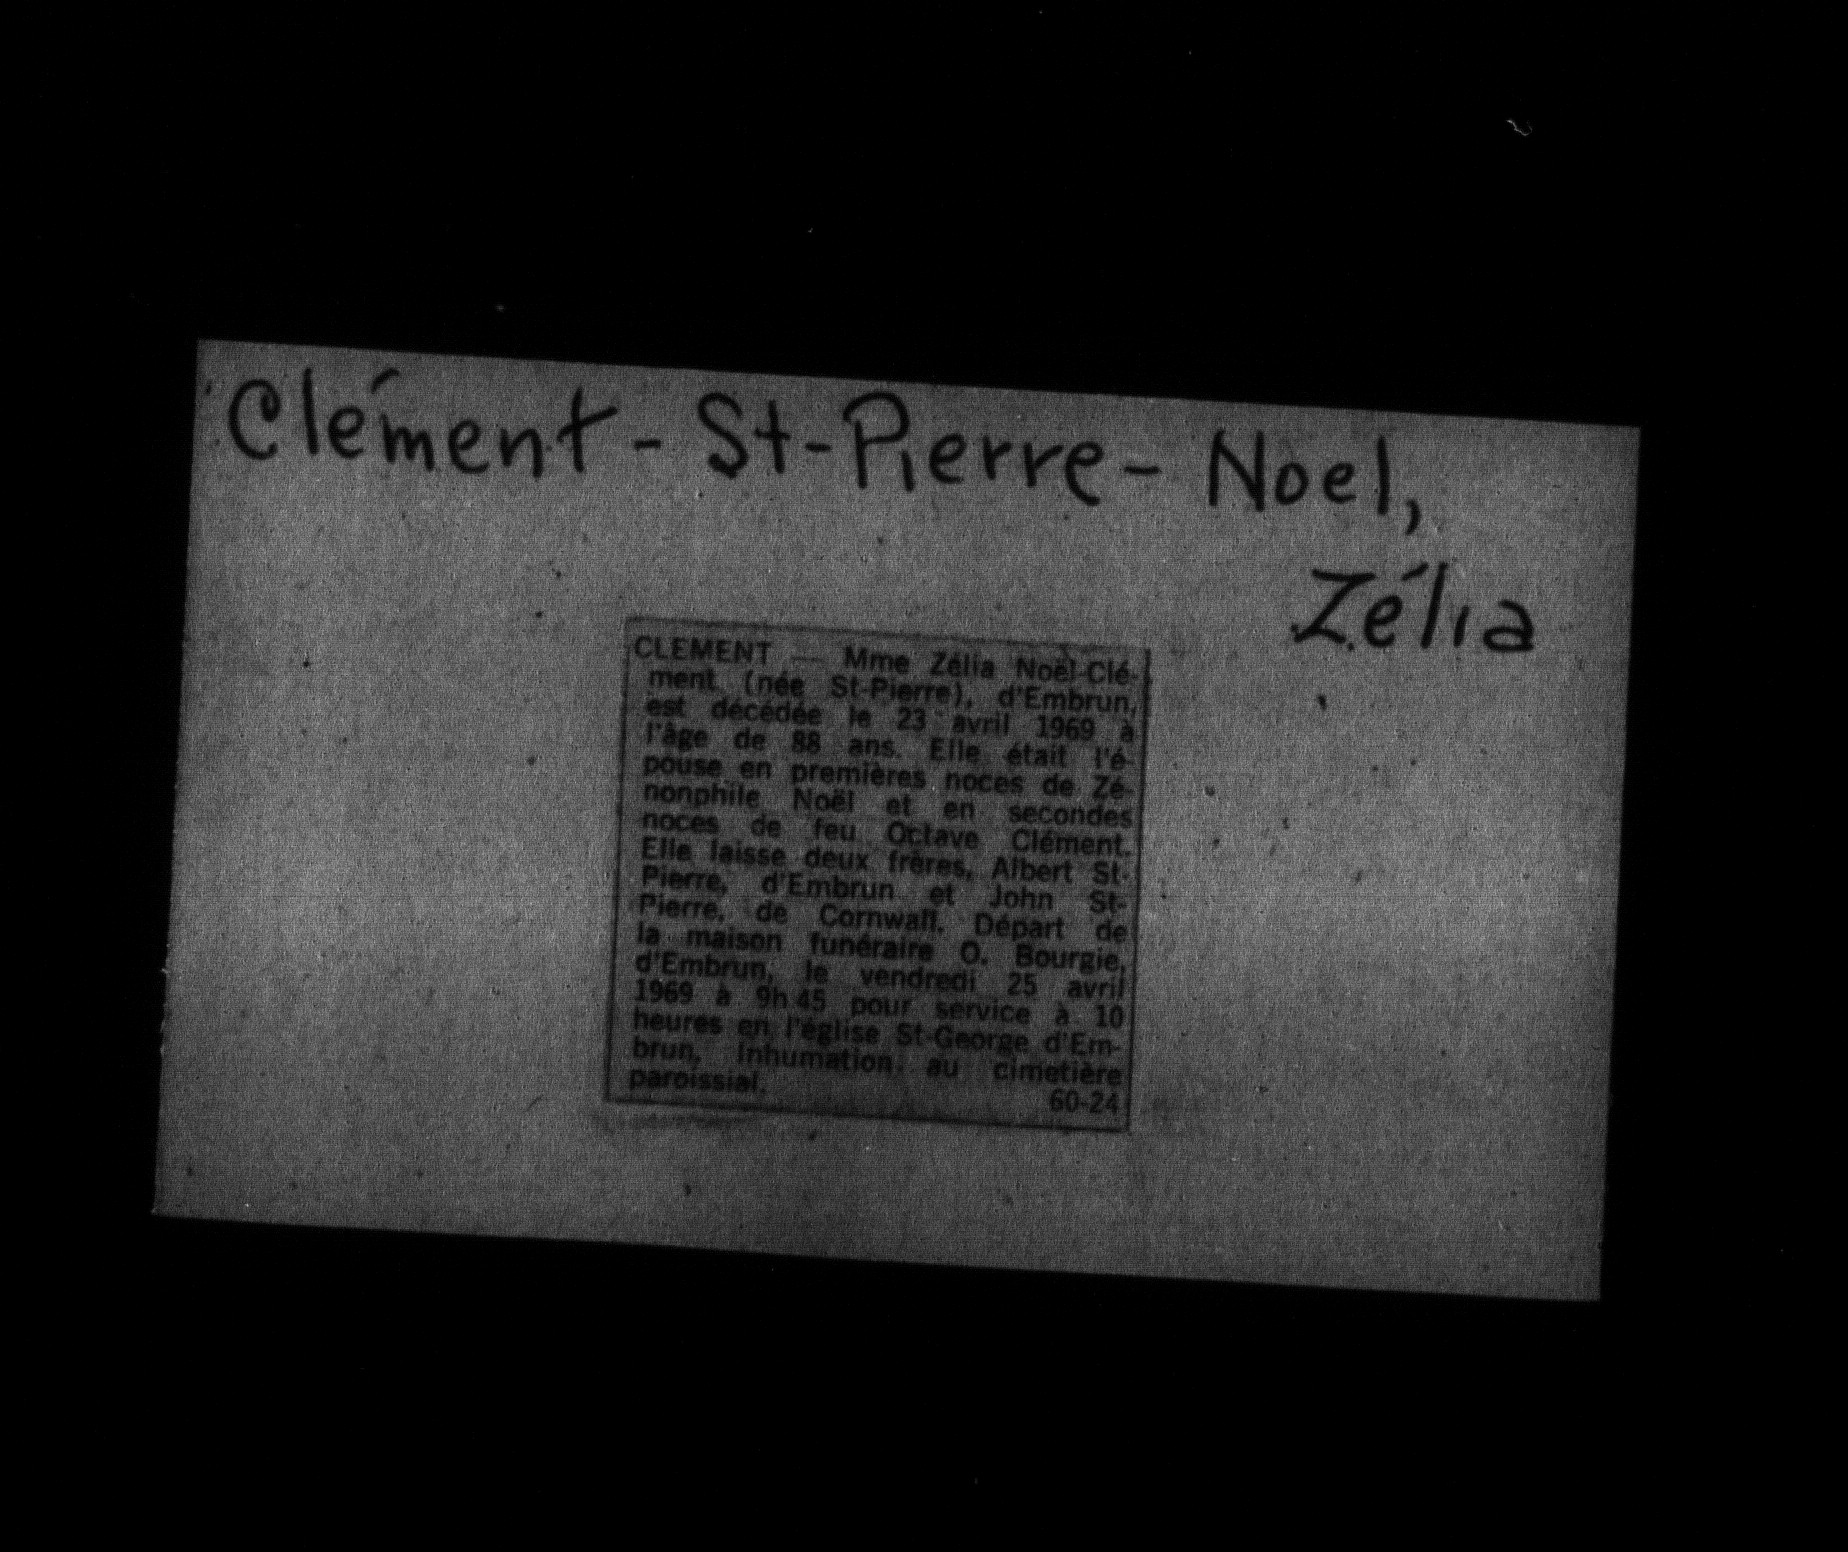 Clément-St-Pierre-Noel,
Zélia
CLEMENT — Mme Zélia Noël-Clé-
ment, (née St-Pierre), d'Embrun,
est décédée le 23 avril 1969 à
l'âge de 88 ans. Elle était l'é-
pouse en premières noces de Zé-
nonphile Noël et en secondes
noces de feu Octave Clément.
Elle laisse deux frères, Albert St-
Pierre, d'Embrun et John St-
Pierre, de Cornwall. Départ de
la maison funéraire O. Bourgie,
d'Embrun, le vendredi 25 avril
1969 à 9h.45 pour service à 10
heures en l'église St-George d'Em-
brun, Inhumation au cimetière
paroissial.
60-24